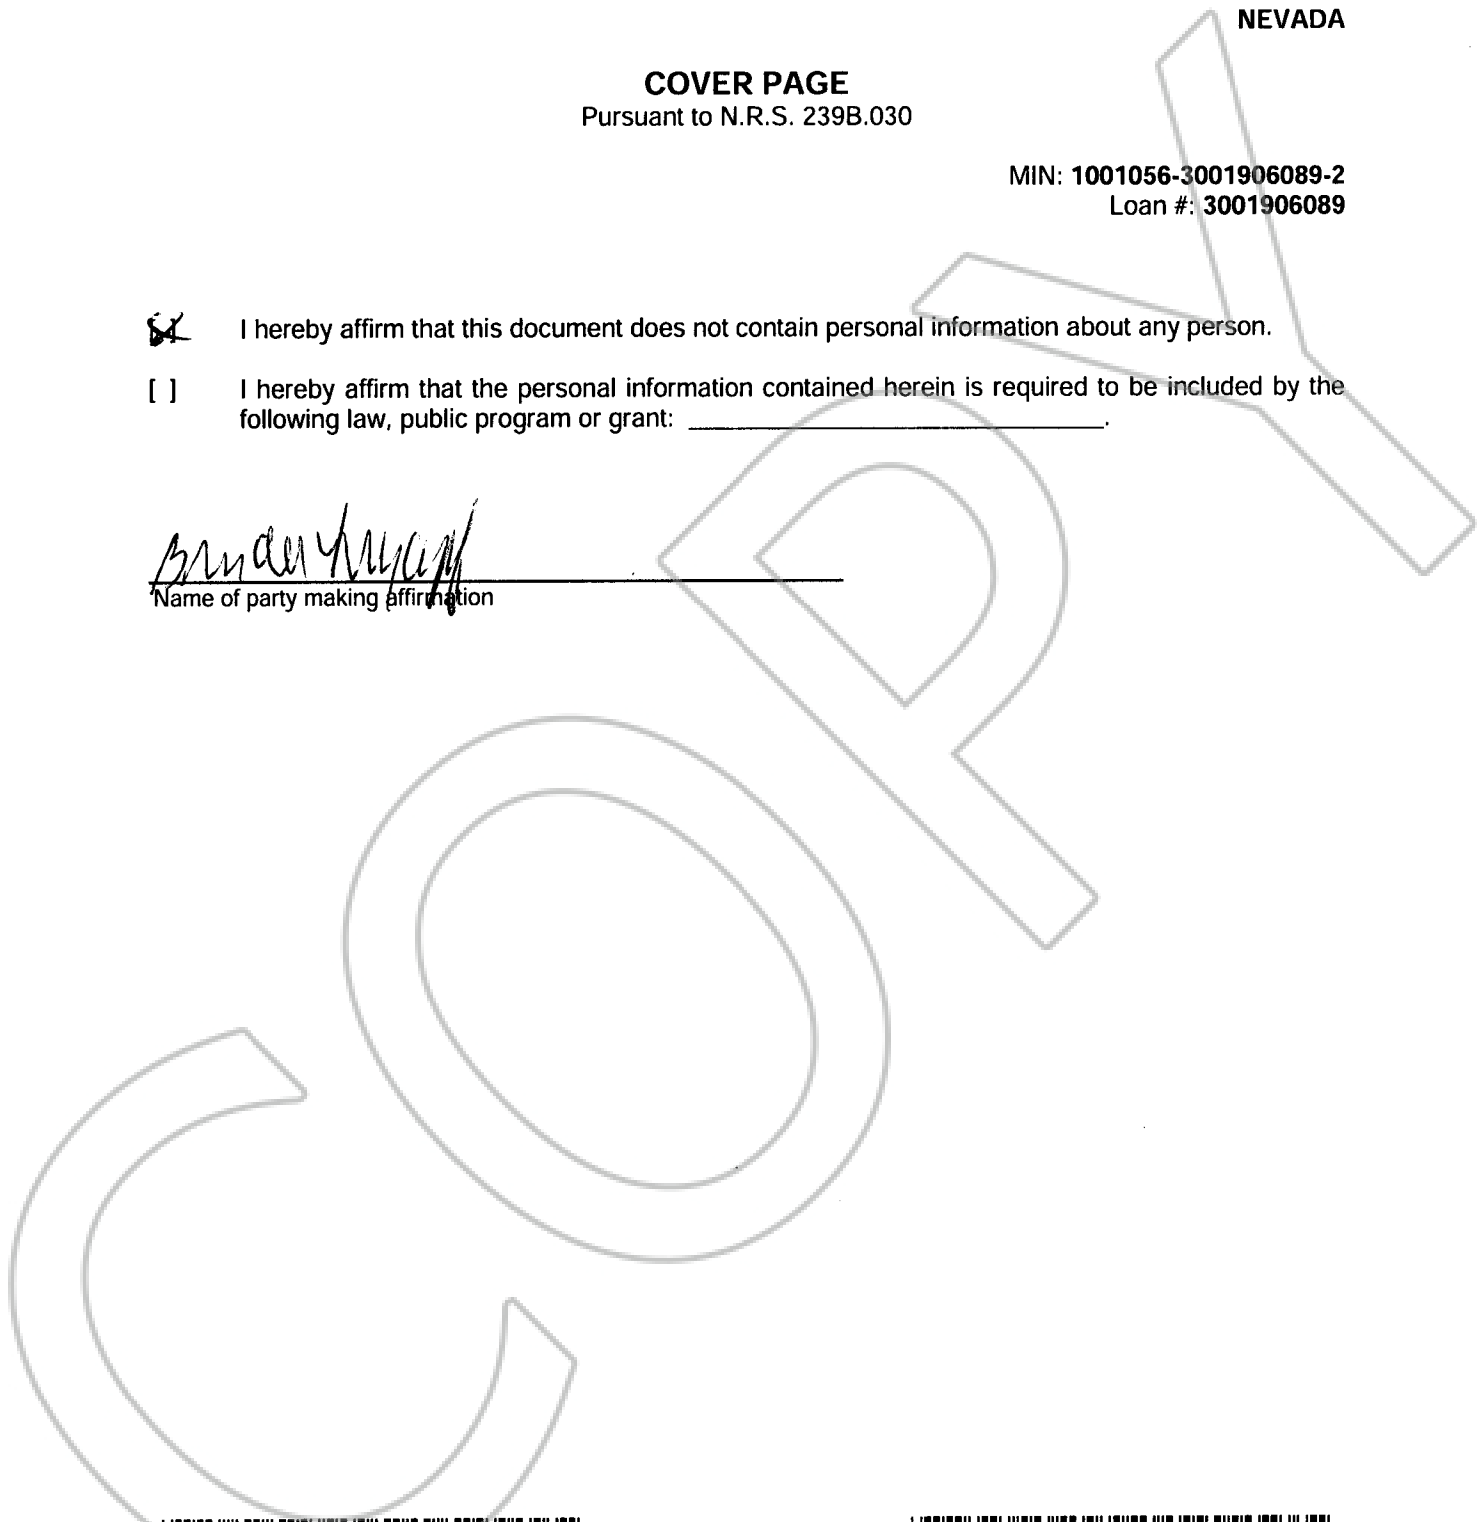 NEVADA
COVER PAGE
Pursuant to N.R.S. 239B.030
MIN: 1001056-3001906089-2
Loan #: 3001906089
I hereby affirm that this document does not contain personal information about any person.
[ ] I hereby affirm that the personal information contained herein is required to be included by the
following law, public program or grant: ______________________.
Name of party making affirmation
COPY